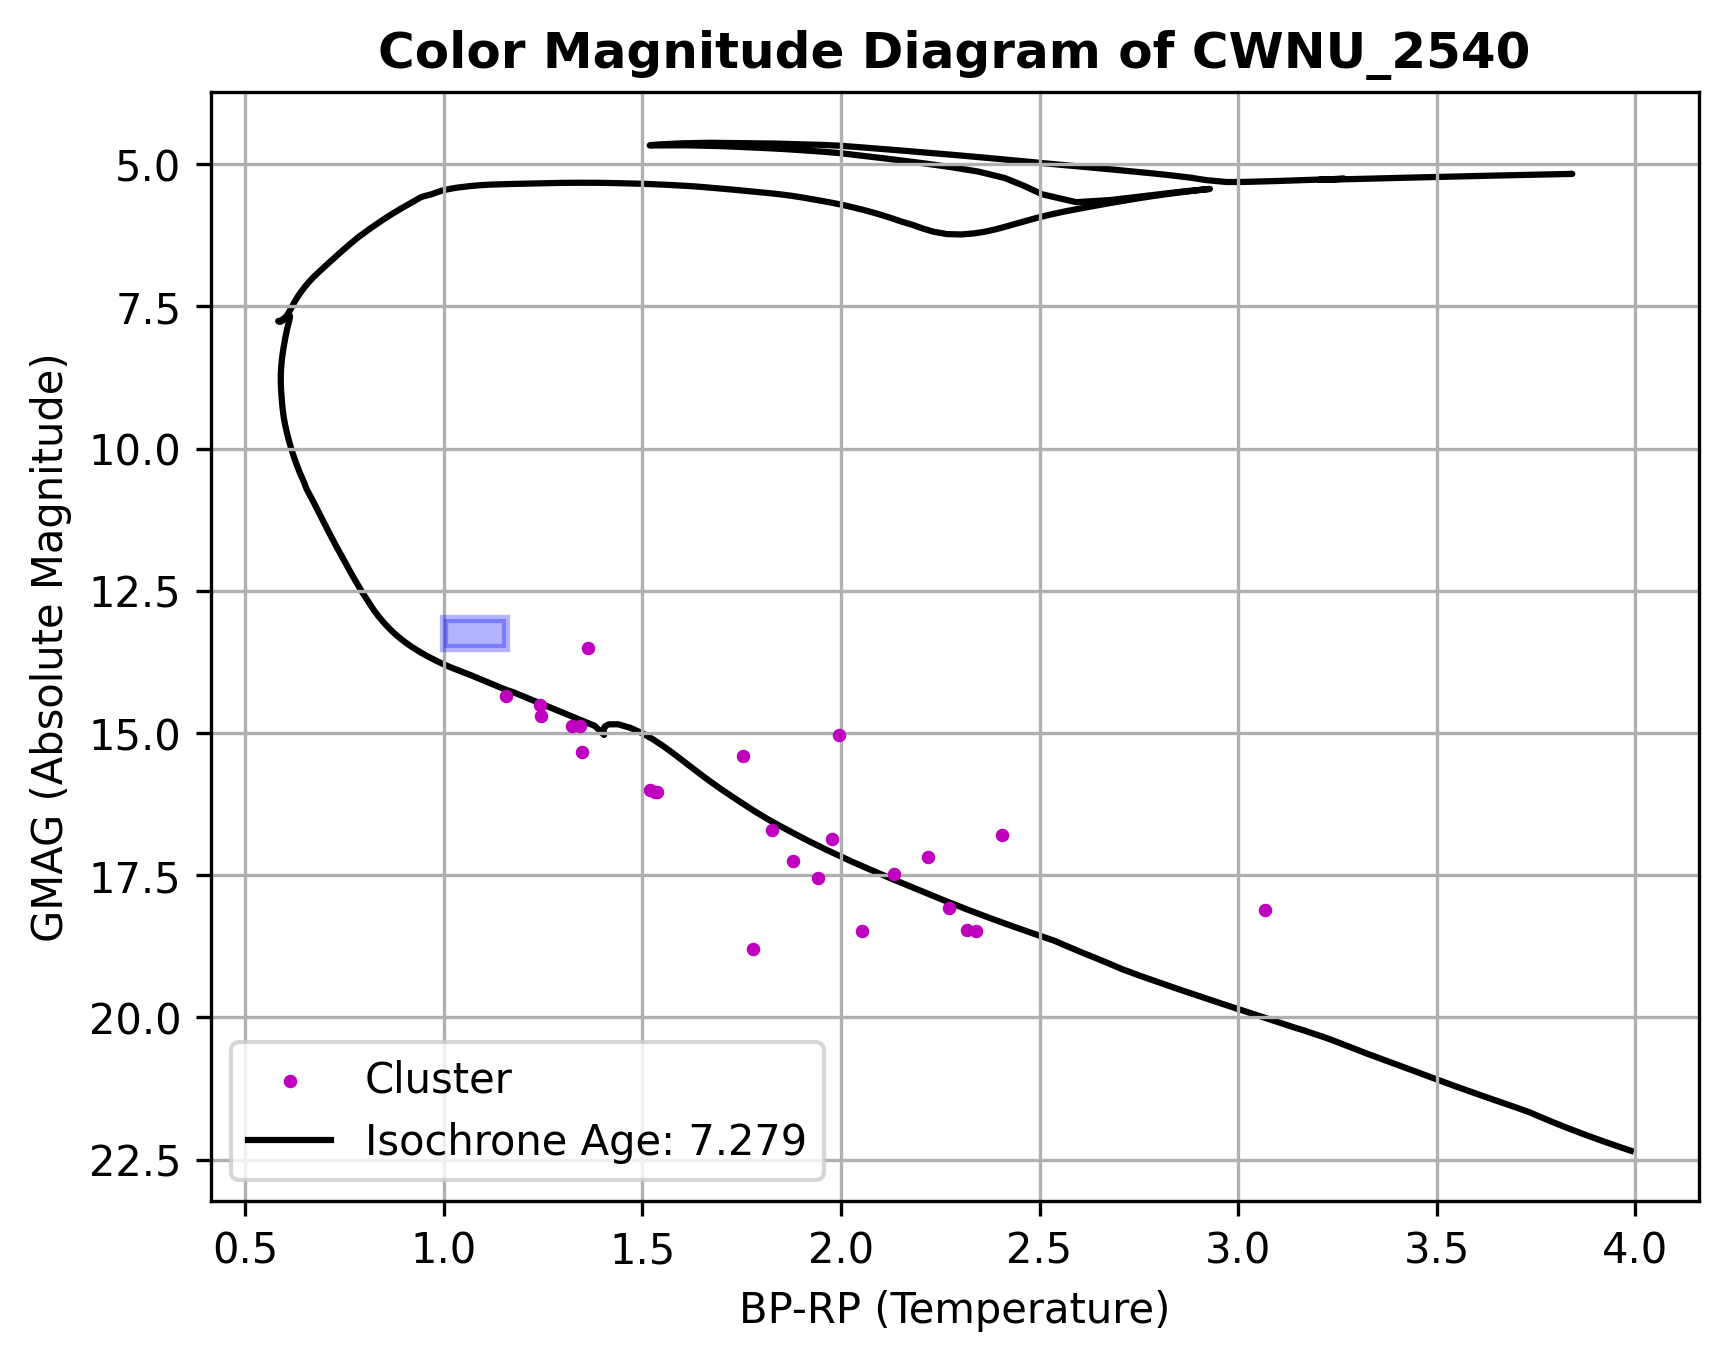 Color Magnitude Diagram of CWNU_2540
GMAG (Absolute Magnitude)
5.0
7.5
10.0
12.5
15.0
17.5
20.0
22.5
Cluster
Isochrone Age: 7.279
0.5 1.0 1.5 2.0 2.5 3.0 3.5 4.0
BP-RP (Temperature)